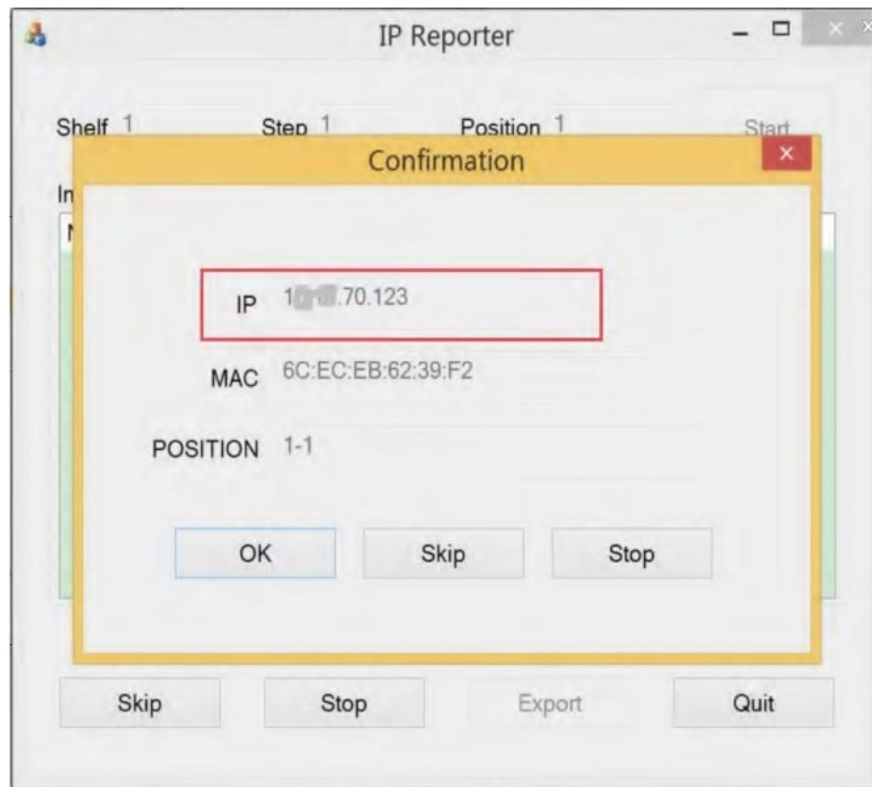 IP Reporter
Shelf 1 Step 1 Position 1 Start
Confirmation
IP .70.123
MAC 6C:EC:EB:62:39:F2
POSITION 1-1
OK Skip Stop
Skip Stop Export Quit